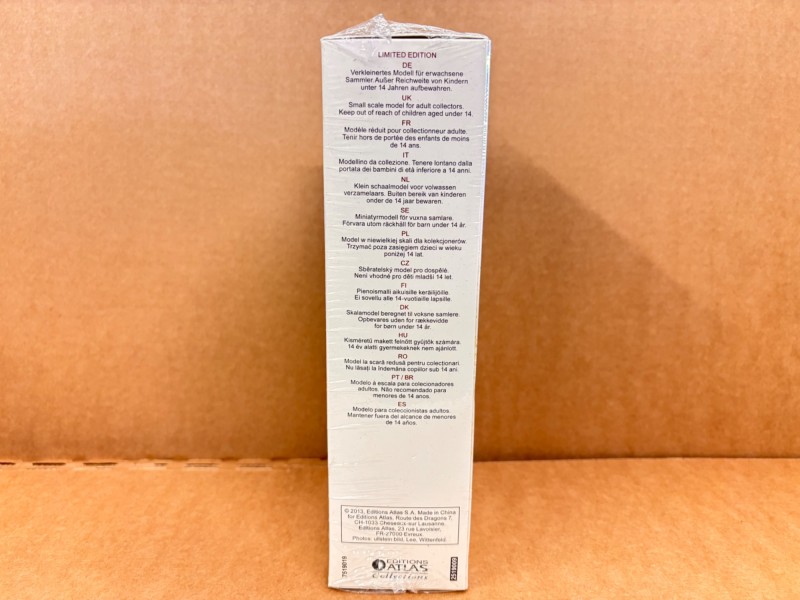 LIMITED EDITION
DE
Verkleinertes Modell für erwachsene
Sammler.Außer Reichweite von Kindern
unter 14 Jahren aufbewahren.
UK
Small scale model for adult collectors.
Keep out of reach of children aged under 14.
FR
Modèle réduit pour collectionneur adulte.
Tenir hors de portée des enfants de moins
de 14 ans.
IT
Modellino da collezione. Tenere lontano dalla
portata dei bambini di età inferiore a 14 anni.
NL
Klein schaalmodel voor volwassen
verzamelaars. Buiten bereik van kinderen
onder de 14 jaar bewaren.
SE
Miniatyrmodell för vuxna samlare.
Förvara utom räckhåll för barn under 14 år.
PL
Model w niewielkiej skali dla kolekcjonerów
Trzymać poza zasięgiem dzieci w wieku
poniżej 14 lat.
CZ
Sběratelský model pro dospělé.
Není vhodné pro děti mladší 14 let.
FI
Pienoismalli aikuisille keräilijöille.
Ei sovellu alle 14-vuotiaille lapsille.
DK
Skalamodel beregnet til voksne samlere.
Opbevares uden for rækkevidde
for børn under 14 år.
HU
Kisméretű makett felnőtt gyűjtők számára.
14 év alatti gyermekeknek nem ajánlott.
RO
Model la scară redusă pentru colecționari.
Nu lăsați la îndemâna copiilor sub 14 ani.
PT / BR
Modelo à escala para colecionadores
adultos. Não recomendado para
menores de 14 anos.
ES
Modelo para coleccionistas adultos.
Mantener fuera del alcance de menores
de 14 años.
© 2013, Editions Atlas S.A. Made in China
for Editions Atlas, Route des Dragons 7,
CH-1033 Cheseaux-sur Lausanne,
Editions Atlas, 23 rue Lavoisier,
FR-27000 Evreux.
Photos: ullstein bild, Lee, Wittenfeld
EDITIONS
ATLAS
Collections
7519019